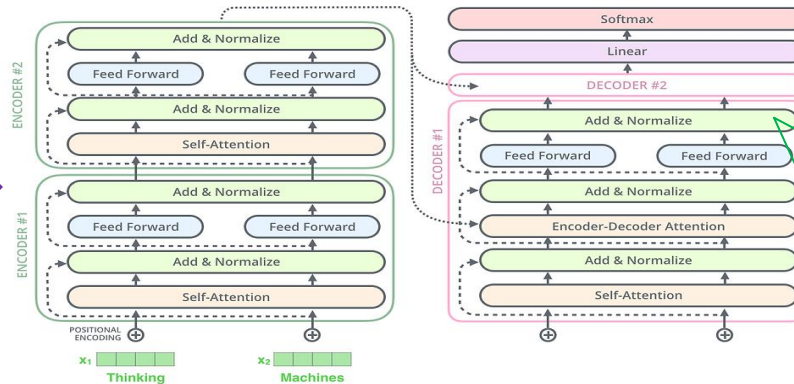 ENCODER #2
Add & Normalize
Feed Forward
Feed Forward
Add & Normalize
Self-Attention
ENCODER #1
Add & Normalize
Feed Forward
Feed Forward
Add & Normalize
Self-Attention
POSITIONAL
ENCODING
x₁
x₂
Thinking
Machines
Softmax
Linear
DECODER #2
DECODER #1
Add & Normalize
Feed Forward
Feed Forward
Add & Normalize
Encoder-Decoder Attention
Add & Normalize
Self-Attention